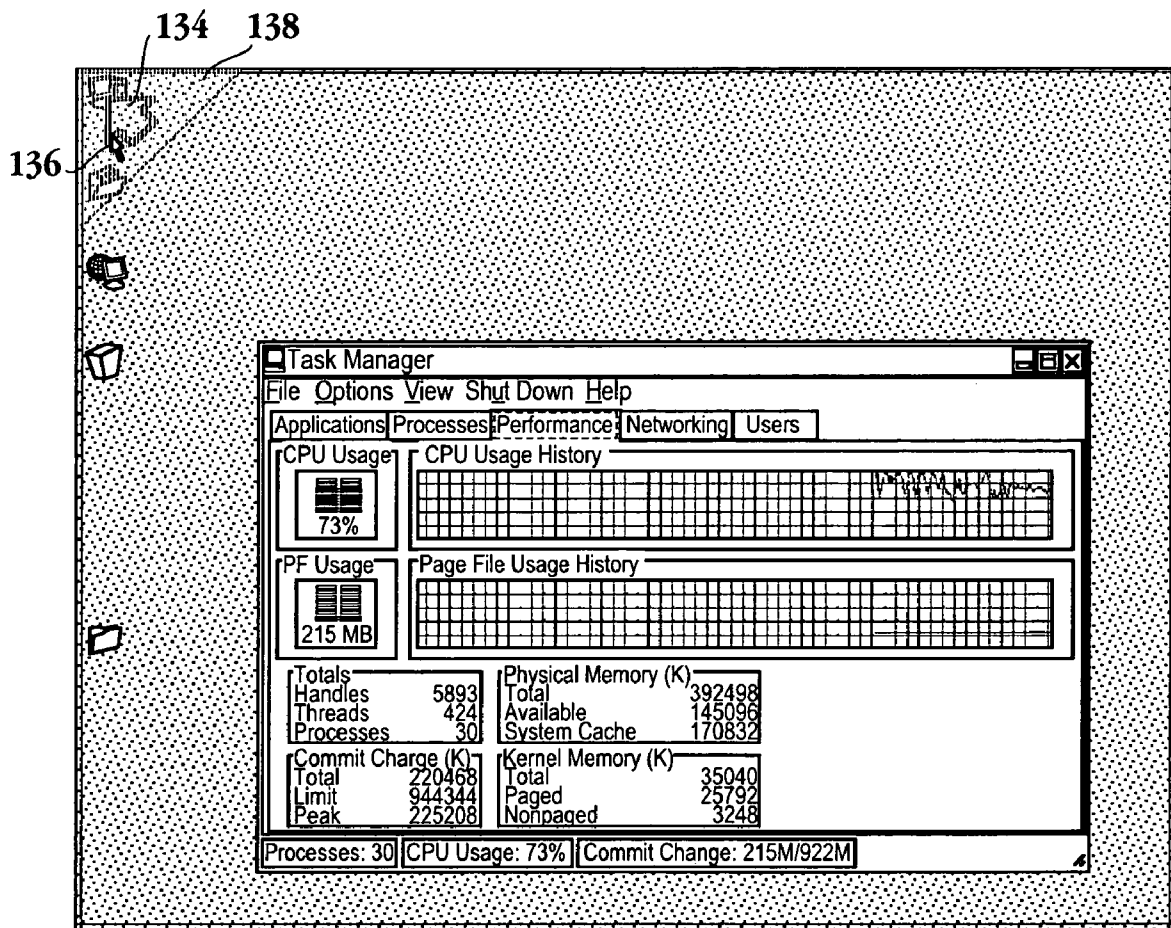 134 138
136
Task Manager
File Options View Shut Down Help
Applications Processes Performance Networking Users
CPU Usage CPU Usage History
73%
PF Usage Page File Usage History
215 MB
Totals Physical Memory (K)
Handles 5893 Total 392498
Threads 424 Available 145096
Processes 30 System Cache 170832
Commit Charge (K) Kernel Memory (K)
Total 220468 Total 35040
Limit 944344 Paged 25792
Peak 225208 Nonpaged 3248
Processes: 30 CPU Usage: 73% Commit Change: 215M/922M